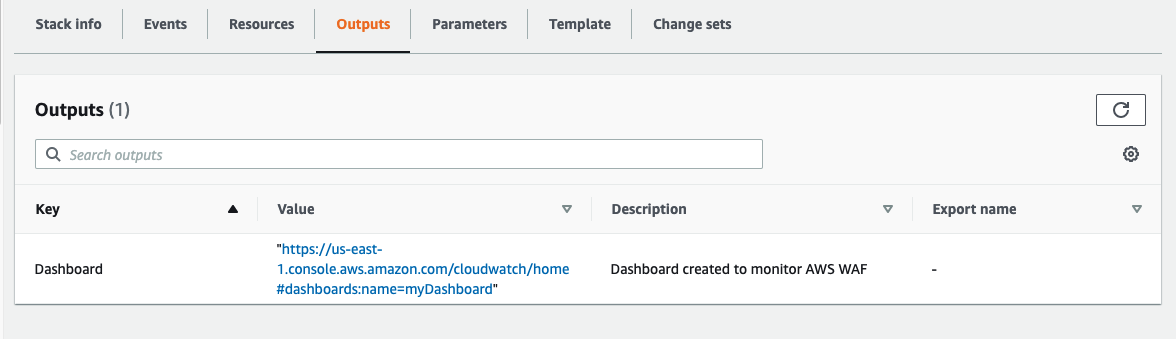 Stack info Events Resources Outputs Parameters Template Change sets
Outputs (1)
Search outputs
Key Value Description Export name
Dashboard "https://us-east-
1.console.aws.amazon.com/cloudwatch/home
#dashboards:name=myDashboard" Dashboard created to monitor AWS WAF -